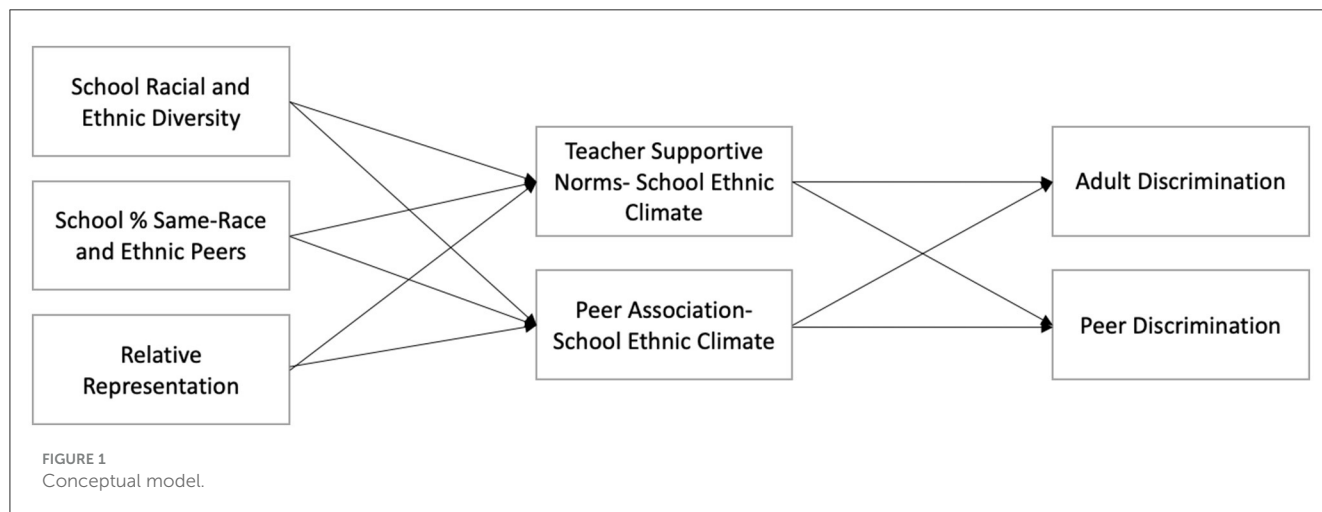 School Racial and
Ethnic Diversity
School % Same-Race
and Ethnic Peers
Relative
Representation
Teacher Supportive
Norms- School Ethnic
Climate
Peer Association-
School Ethnic Climate
Adult Discrimination
Peer Discrimination
FIGURE 1
Conceptual model.